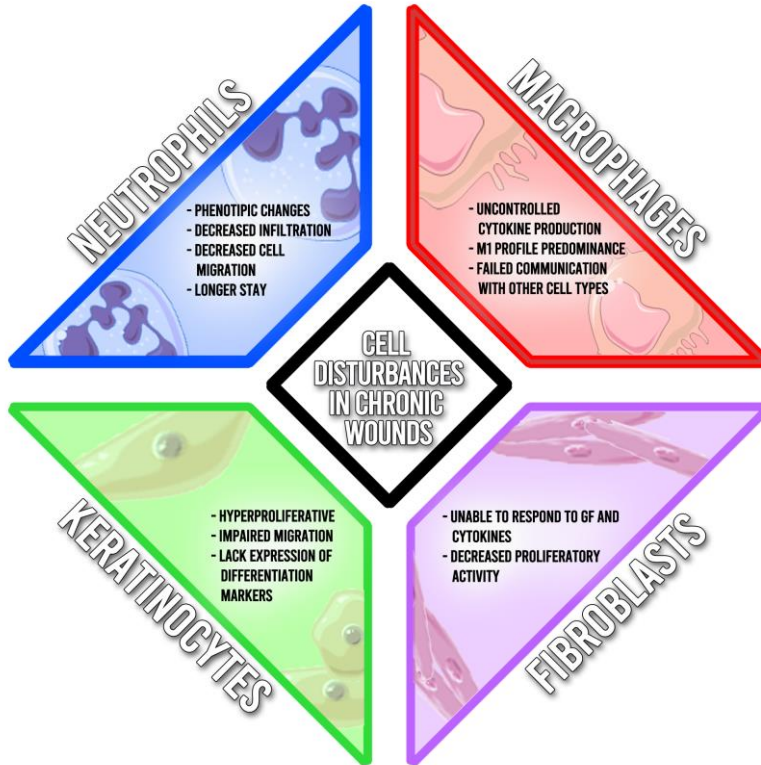 NEUTROPHILS
- PHENOTIPIC CHANGES
- DECREASED INFILTRATION
- DECREASED CELL
MIGRATION
- LONGER STAY
MACROPHAGES
- UNCONTROLLED
CYTOKINE PRODUCTION
- M1 PROFILE PREDOMINANCE
- FAILED COMMUNICATION
WITH OTHER CELL TYPES
CELL
DISTURBANCES
IN CHRONIC
WOUNDS
KERATINOCYTES
- HYPERPROLIFERATIVE
- IMPAIRED MIGRATION
- LACK EXPRESSION OF
DIFFERENTIATION
MARKERS
FIBROBLASTS
- UNABLE TO RESPOND TO GF AND
CYTOKINES
- DECREASED PROLIFERATORY
ACTIVITY